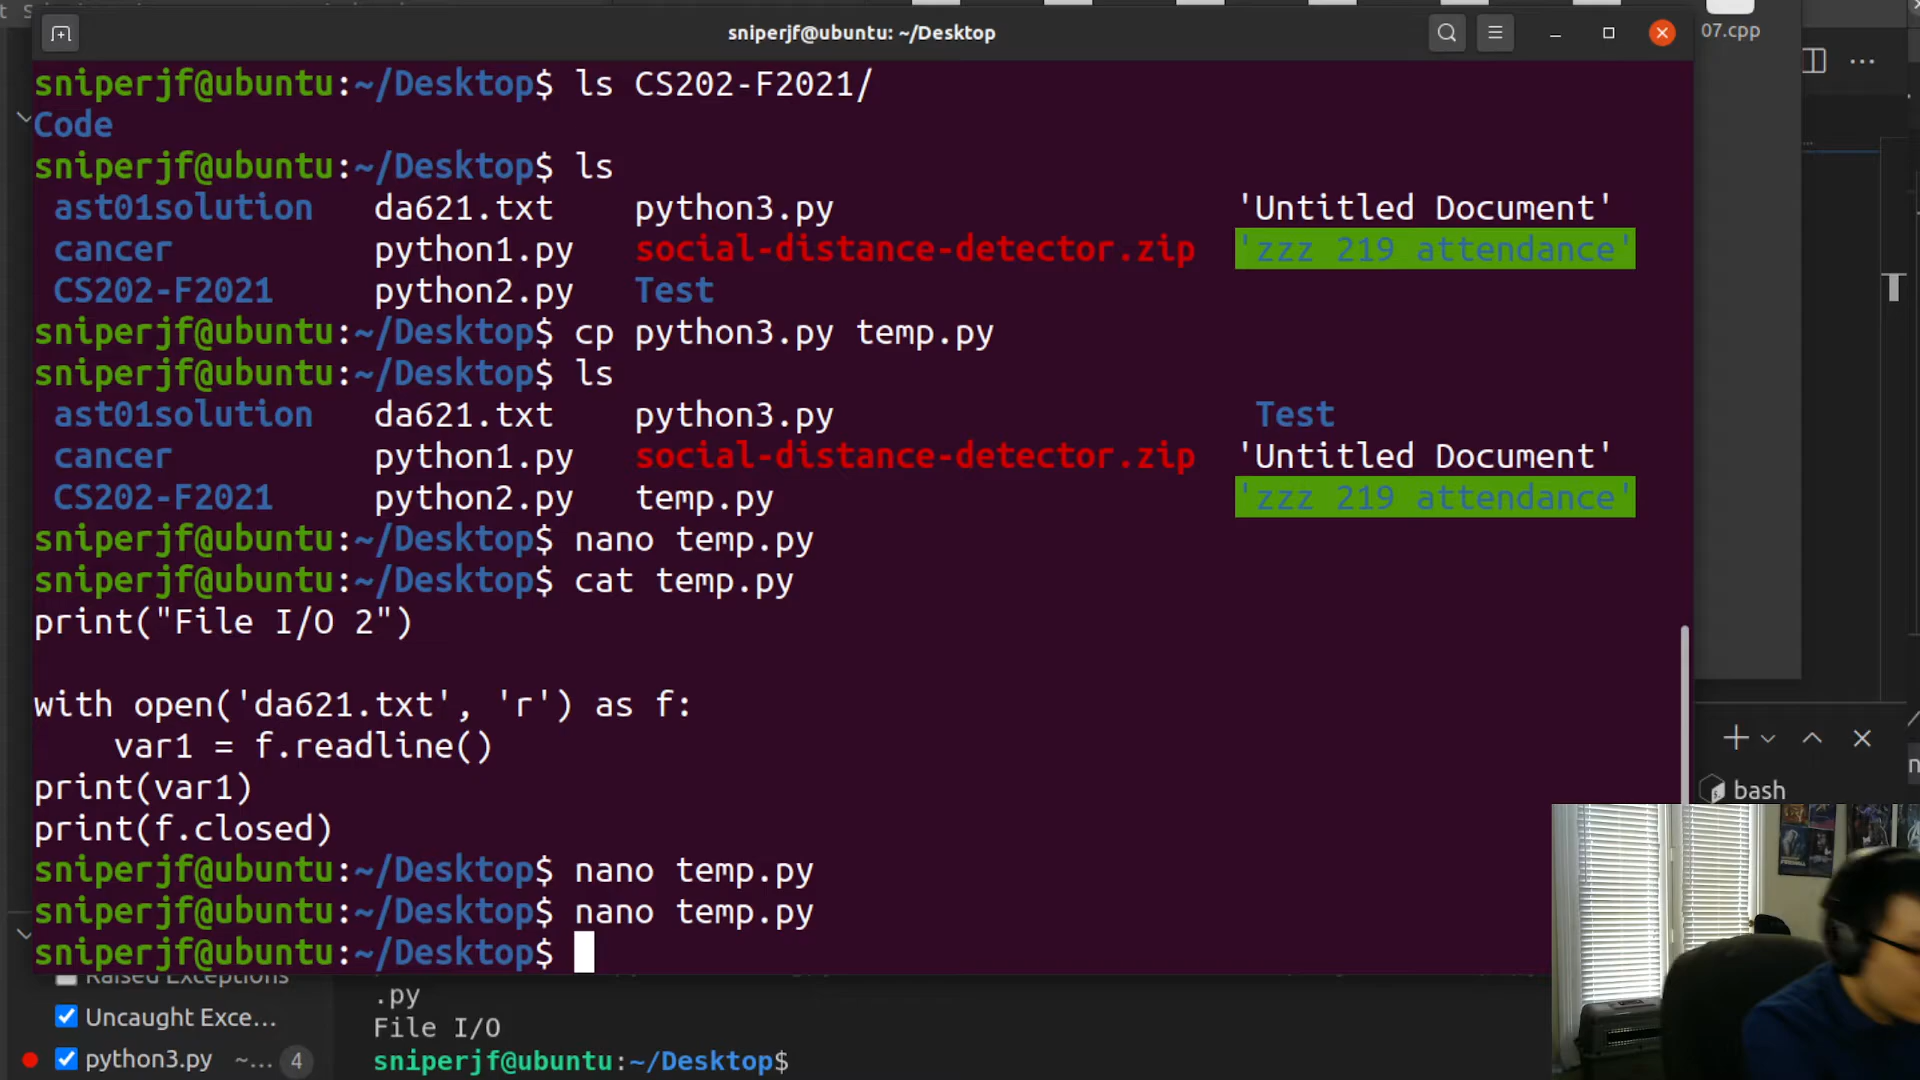 sniperjf@ubuntu: ~/Desktop
07.cpp
sniperjf@ubuntu:~/Desktop$ ls CS202-F2021/
Code
sniperjf@ubuntu:~/Desktop$ ls
ast01solution da621.txt python3.py 'Untitled Document'
cancer python1.py social-distance-detector.zip 'zzz 219 attendance'
CS202-F2021 python2.py Test
sniperjf@ubuntu:~/Desktop$ cp python3.py temp.py
sniperjf@ubuntu:~/Desktop$ ls
ast01solution da621.txt python3.py Test
cancer python1.py social-distance-detector.zip 'Untitled Document'
CS202-F2021 python2.py temp.py 'zzz 219 attendance'
sniperjf@ubuntu:~/Desktop$ nano temp.py
sniperjf@ubuntu:~/Desktop$ cat temp.py
print("File I/O 2")
with open('da621.txt', 'r') as f:
    var1 = f.readline()
print(var1)
print(f.closed)
sniperjf@ubuntu:~/Desktop$ nano temp.py
sniperjf@ubuntu:~/Desktop$ nano temp.py
sniperjf@ubuntu:~/Desktop$
bash
Raised Exceptions
Uncaught Exce...
python3.py ~... 4
.py
File I/O
sniperjf@ubuntu:~/Desktop$